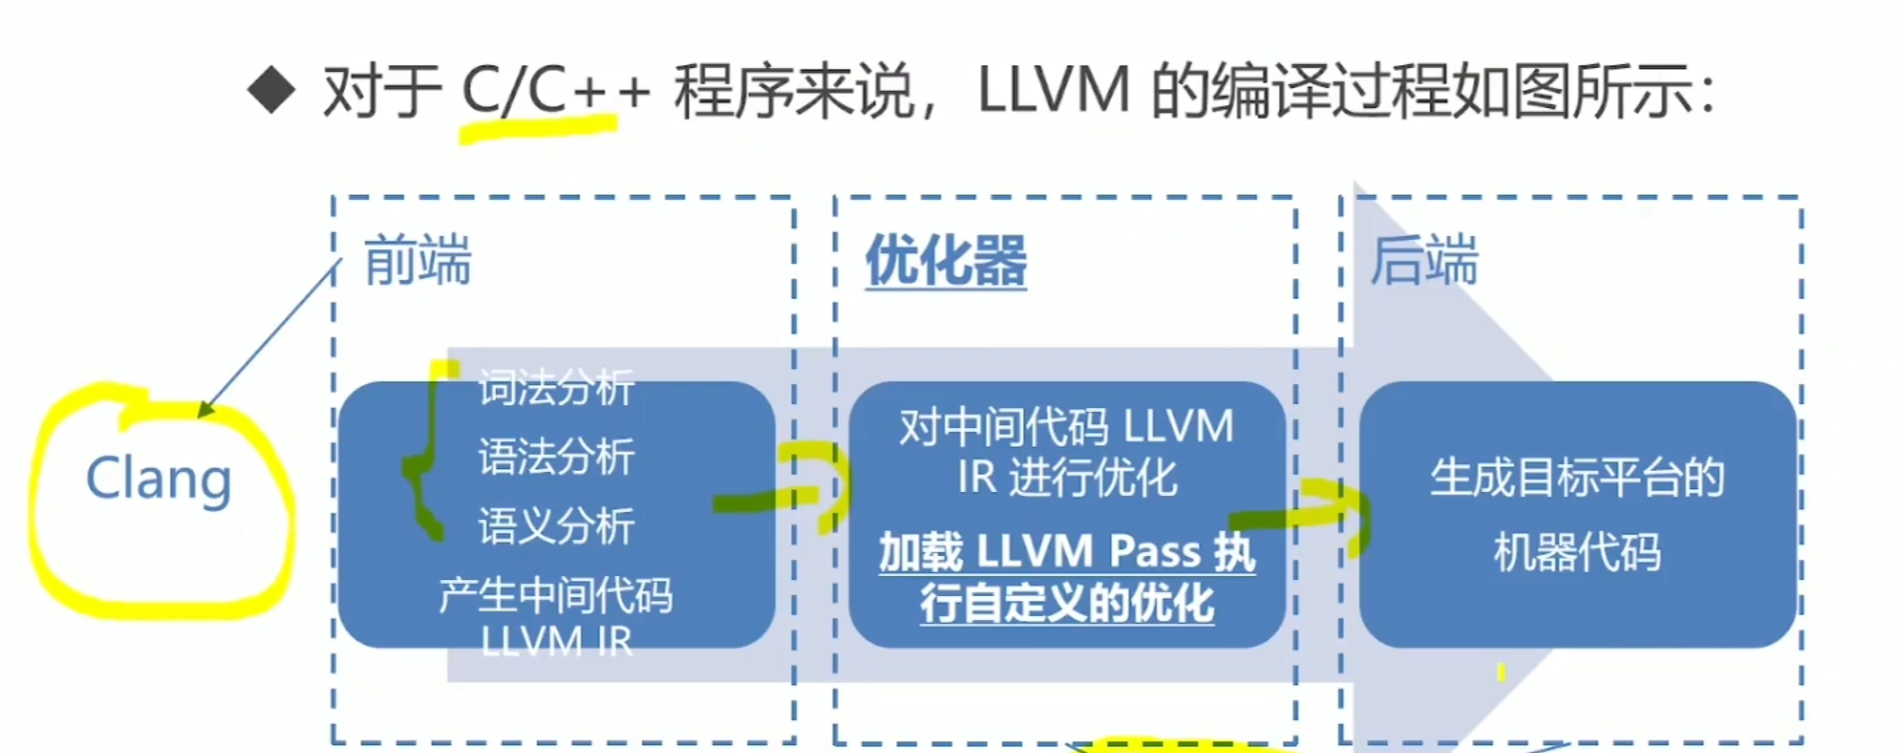 ◆ 对于 C/C++ 程序来说，LLVM 的编译过程如图所示：
前端
优化器
后端
Clang
词法分析
语法分析
语义分析
产生中间代码
LLVM IR
对中间代码 LLVM
IR 进行优化
加载 LLVM Pass 执
行自定义的优化
生成目标平台的
机器代码